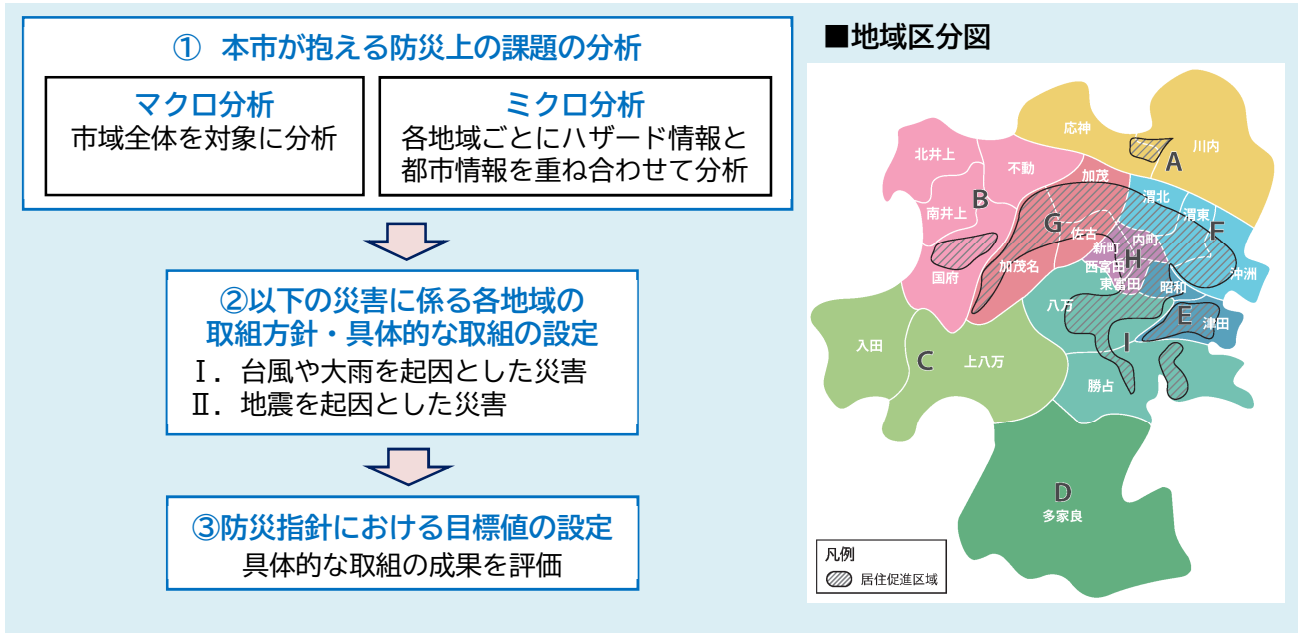 ① 本市が抱える防災上の課題の分析
マクロ分析
市域全体を対象に分析
ミクロ分析
各地域ごとにハザード情報と
都市情報を重ね合わせて分析
②以下の災害に係る各地域の
取組方針・具体的な取組の設定
Ⅰ．台風や大雨を起因とした災害
Ⅱ．地震を起因とした災害
③防災指針における目標値の設定
具体的な取組の成果を評価
■地域区分図
応神
川内
A
北井上
不動
加茂
B
南井上
渭北
渭東
F
G
佐古
新町
内町
H
国府
加茂名
西富田
東富田
沖洲
昭和
八万
E
津田
入田
C
上八万
I
勝占
D
多家良
凡例
居住促進区域